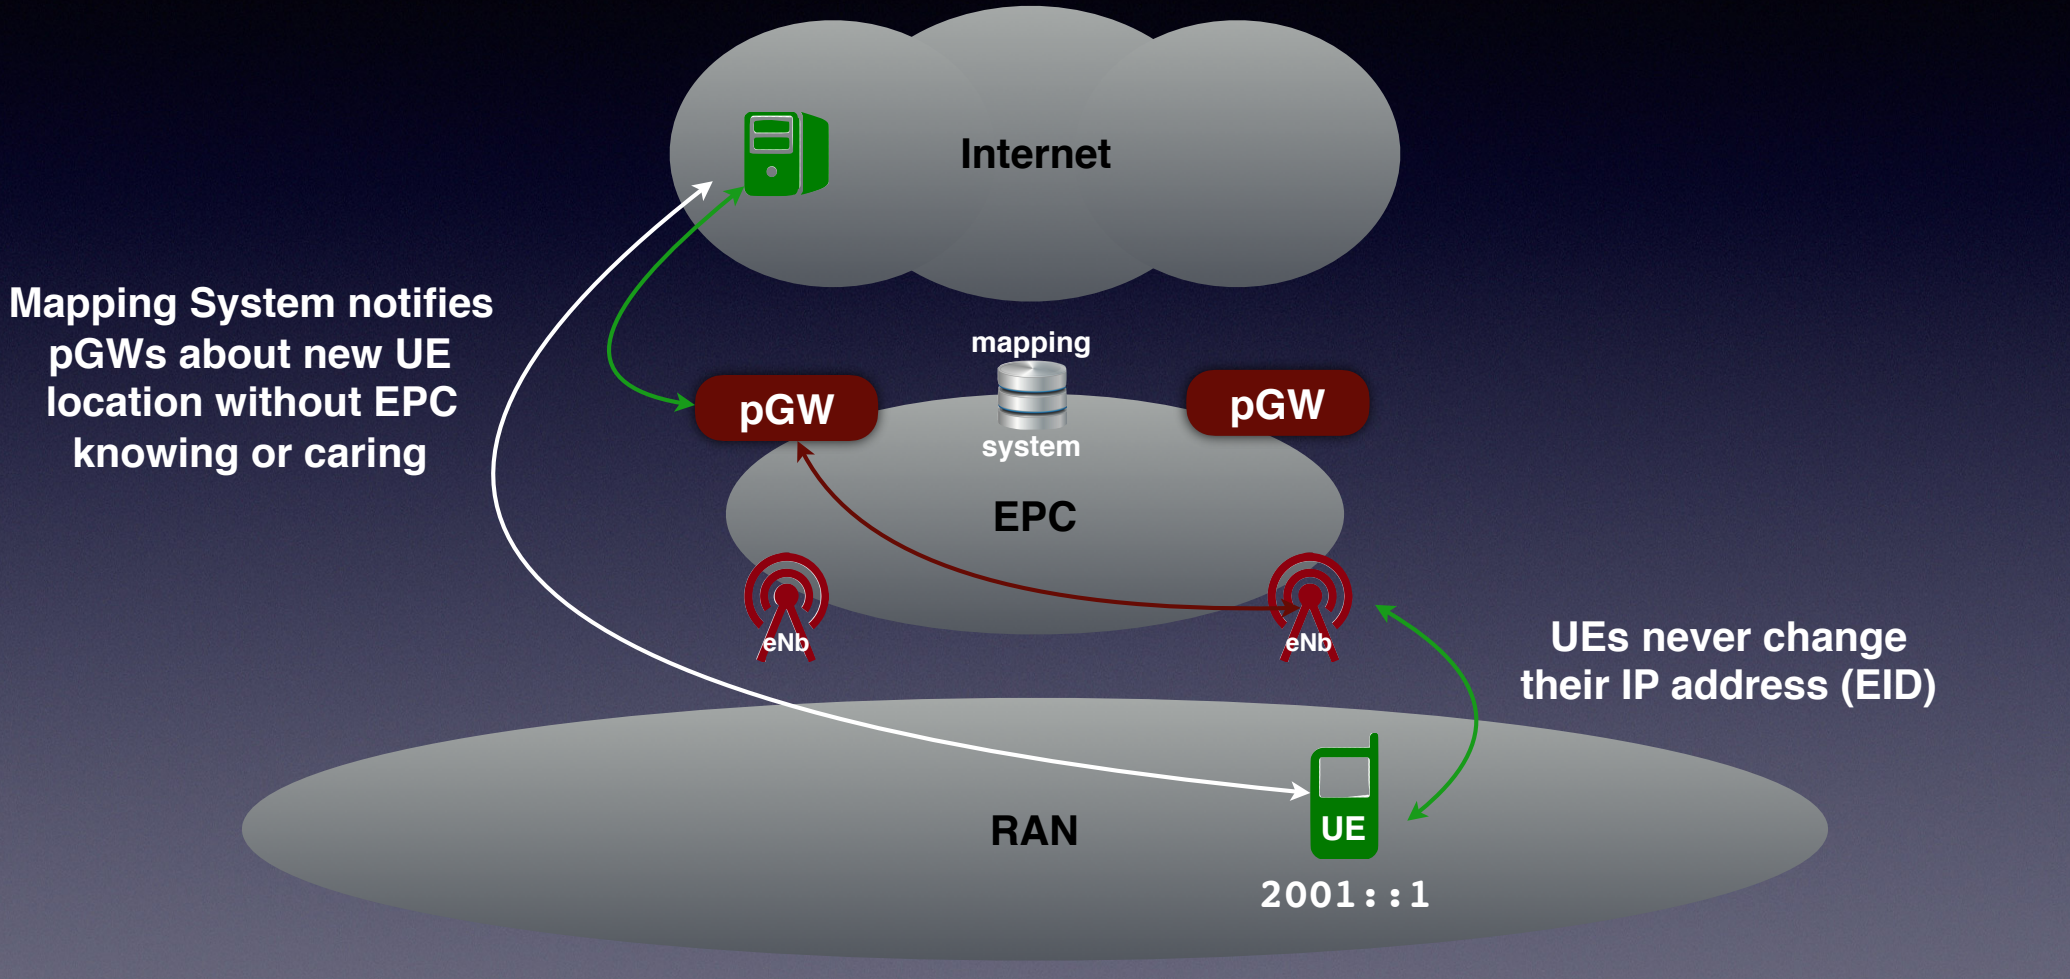 Internet
Mapping System notifies
pGWs about new UE
location without EPC
knowing or caring
mapping
system
pGW
pGW
EPC
eNb
eNb
UEs never change
their IP address (EID)
RAN
UE
2001::1